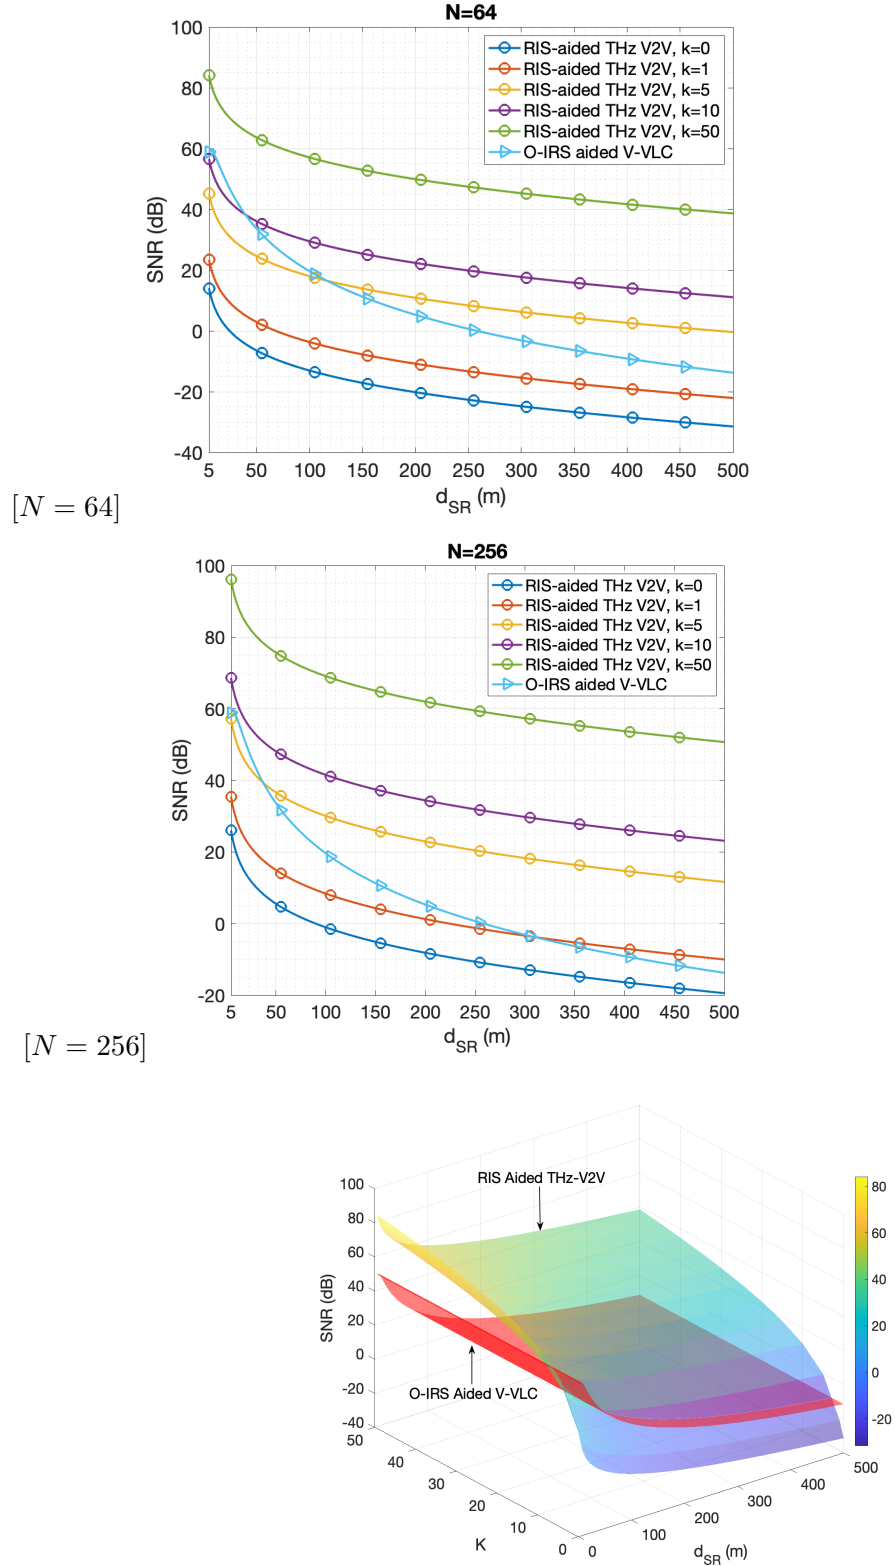 N=64
100
80
60
40
20
0
-20
-40
SNR (dB)
RIS-aided THz V2V, k=0
RIS-aided THz V2V, k=1
RIS-aided THz V2V, k=5
RIS-aided THz V2V, k=10
RIS-aided THz V2V, k=50
O-IRS aided V-VLC
5 50 100 150 200 250 300 350 400 450 500
d_SR (m)
[N = 64]
N=256
100
80
60
40
20
0
-20
SNR (dB)
RIS-aided THz V2V, k=0
RIS-aided THz V2V, k=1
RIS-aided THz V2V, k=5
RIS-aided THz V2V, k=10
RIS-aided THz V2V, k=50
O-IRS aided V-VLC
5 50 100 150 200 250 300 350 400 450 500
d_SR (m)
[N = 256]
RIS Aided THz-V2V
O-IRS Aided V-VLC
100
80
60
40
20
0
-20
-40
SNR (dB)
50
40
30
20
10
0
K
0
100
200
300
400
500
d_SR (m)
80
60
40
20
0
-20